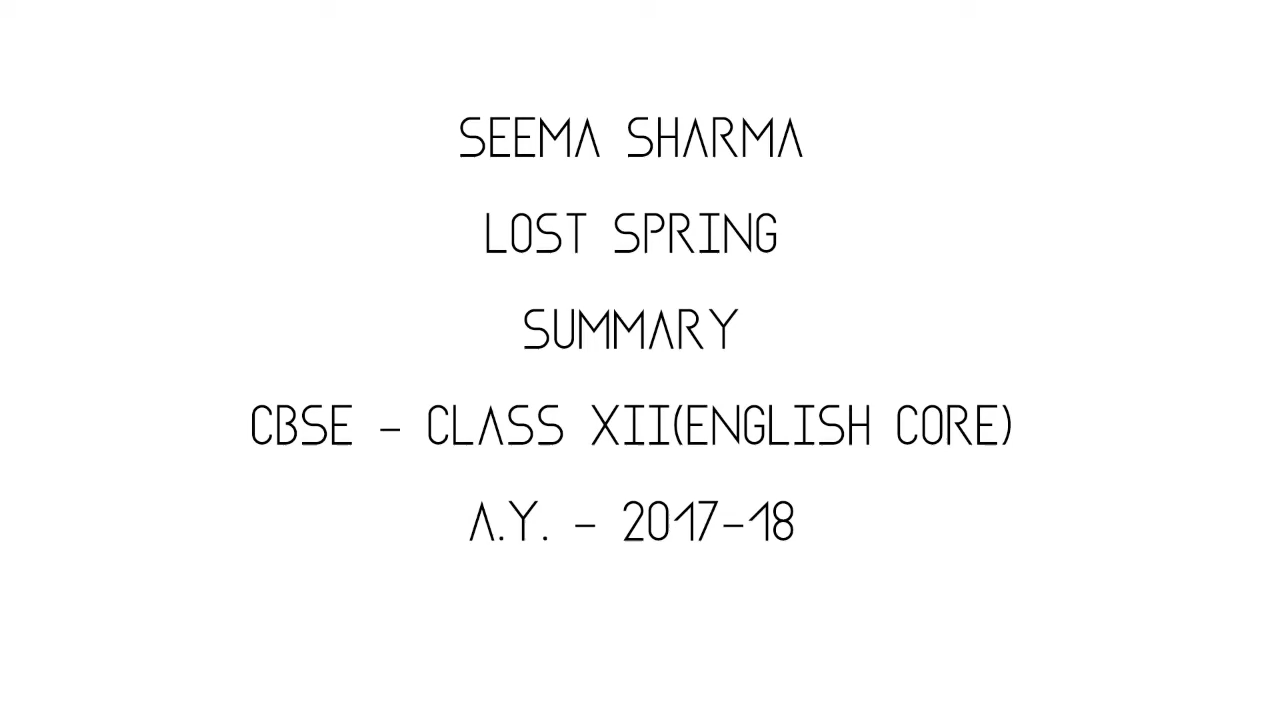 SEEMA SHARMA
LOST SPRING
SUMMARY
CBSE - CLASS XII(ENGLISH CORE)
A.Y. - 2017-18